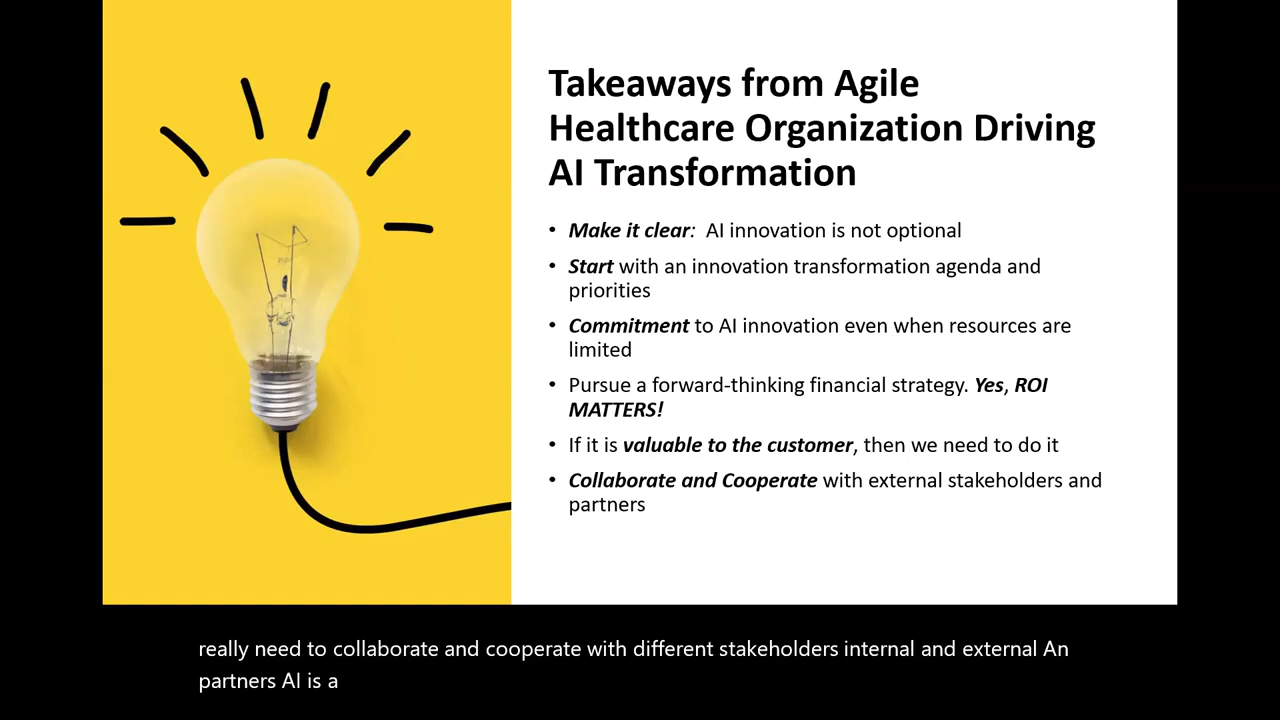 Takeaways from Agile
Healthcare Organization Driving
AI Transformation
• Make it clear:  AI innovation is not optional
• Start with an innovation transformation agenda and
priorities
• Commitment to AI innovation even when resources are
limited
• Pursue a forward-thinking financial strategy. Yes, ROI
MATTERS!
• If it is valuable to the customer, then we need to do it
• Collaborate and Cooperate with external stakeholders and
partners
really need to collaborate and cooperate with different stakeholders internal and external An
partners AI is a